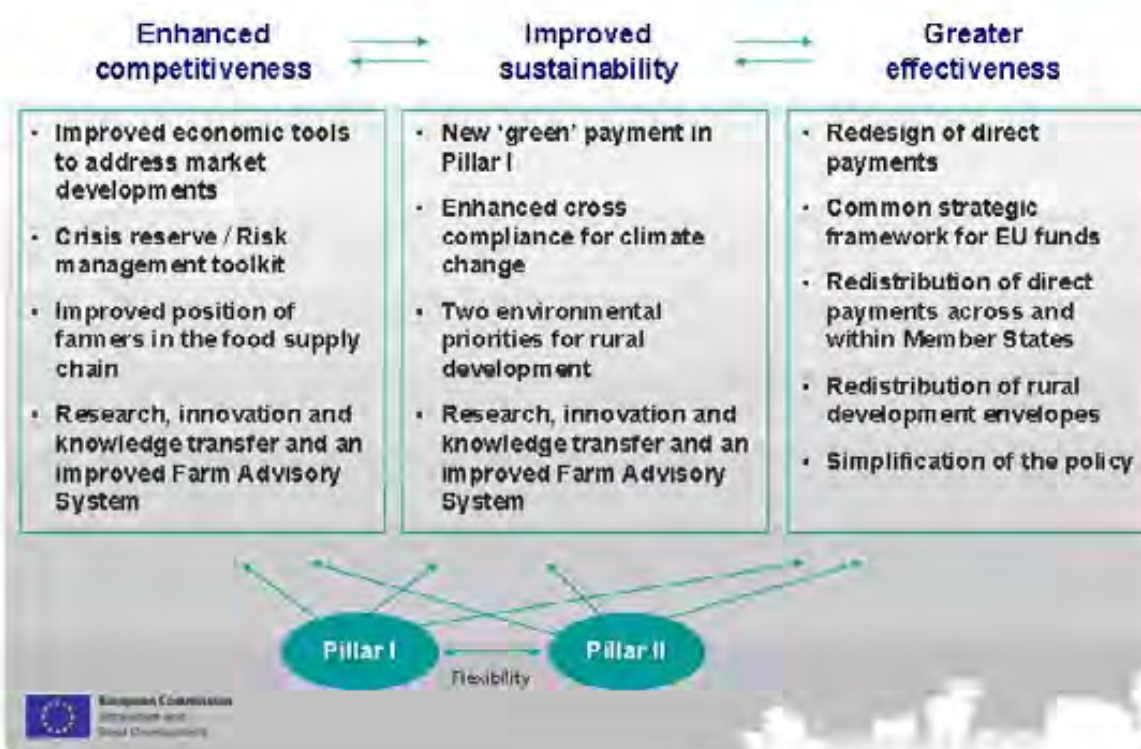 Enhanced
competitiveness
Improved
sustainability
Greater
effectiveness
· Improved economic tools
to address market
developments
· Crisis reserve / Risk
management toolkit
· Improved position of
farmers in the food supply
chain
· Research, innovation and
knowledge transfer and an
improved Farm Advisory
System
· New ‘green’ payment in
Pillar I
· Enhanced cross
compliance for climate
change
· Two environmental
priorities for rural
development
· Research, innovation and
knowledge transfer and an
improved Farm Advisory
System
· Redesign of direct
payments
· Common strategic
framework for EU funds
· Redistribution of direct
payments across and
within Member States
· Redistribution of rural
development envelopes
· Simplification of the policy
Pillar I
Pillar II
Flexibility
European Commission
Agriculture and
Rural Development